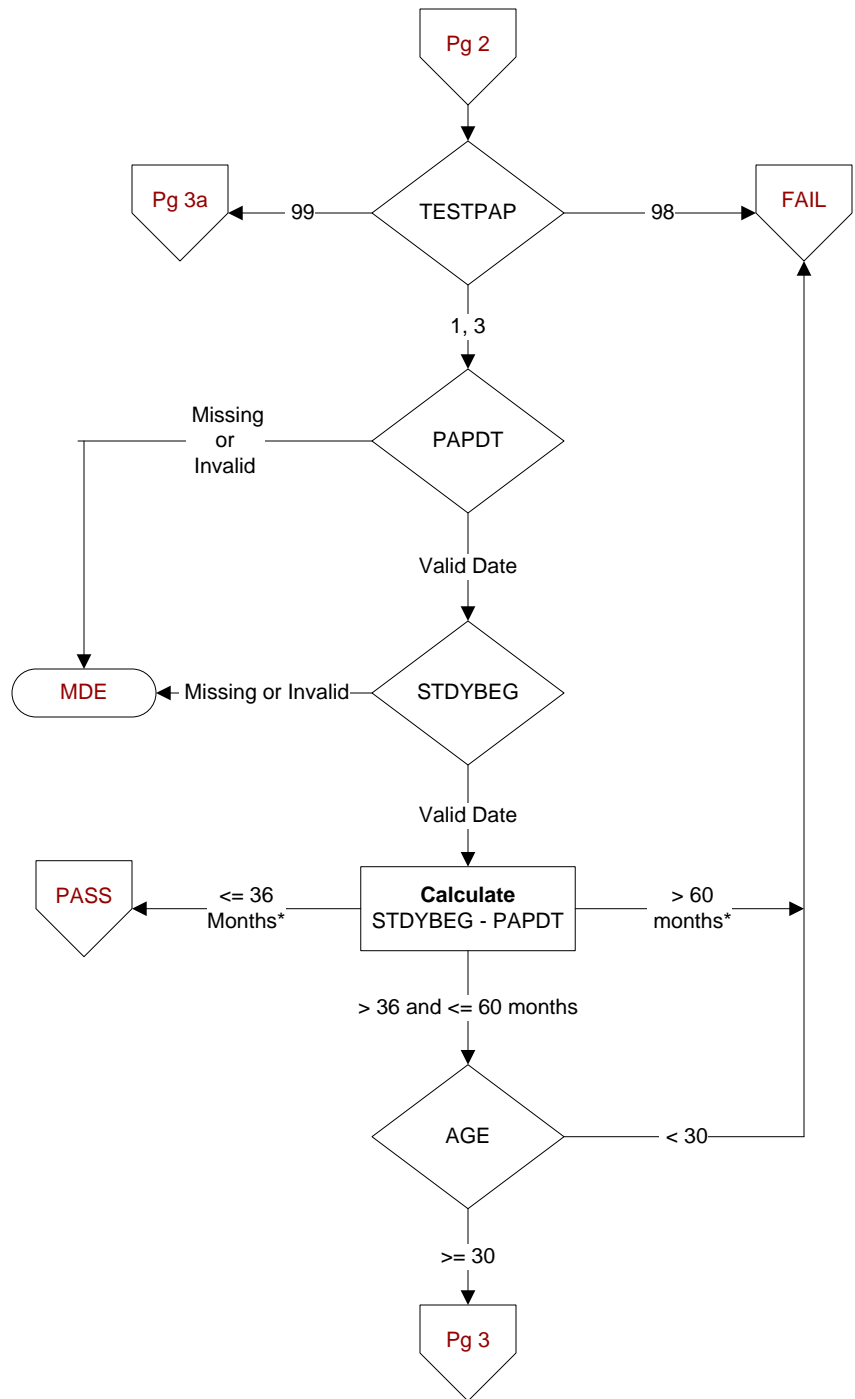 Pg 2
Pg 3a
99
TESTPAP
98
FAIL
1, 3
Missing
or
Invalid
PAPDT
Valid Date
MDE
Missing or Invalid
STDYBEG
Valid Date
PASS
<= 36
Months*
Calculate
STDYBEG - PAPDT
> 60
months*
> 36 and <= 60 months
AGE
< 30
>= 30
Pg 3